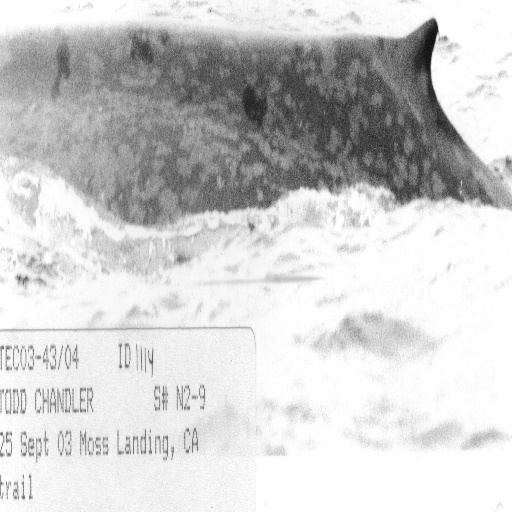 TEC03-43/04 ID 1114
TODD CHANDLER S# N2-9
25 Sept 03 Moss Landing, CA
trail